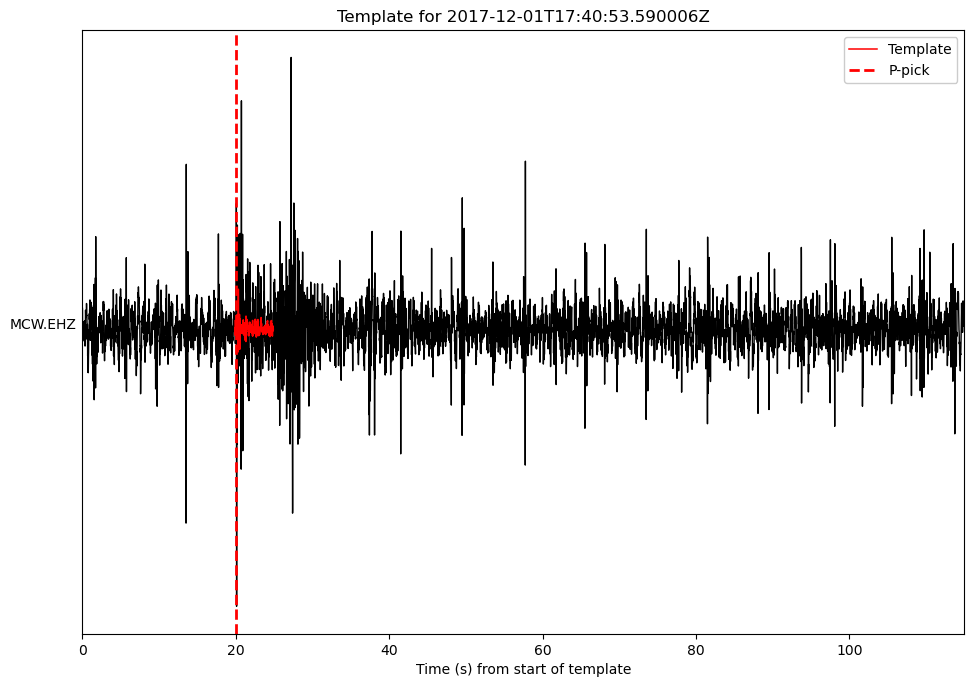 Template for 2017-12-01T17:40:53.590006Z
Template
P-pick
MCW.EHZ
0 20 40 60 80 100
Time (s) from start of template